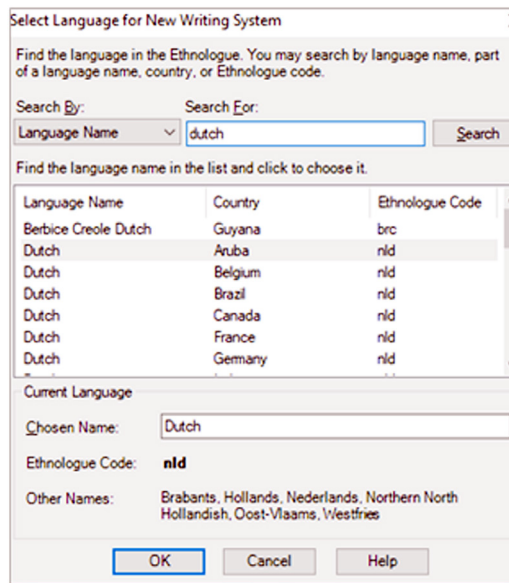 Select Language for New Writing System
Find the language in the Ethnologue. You may search by language name, part
of a language name, country, or Ethnologue code.
Search By: Search For:
Language Name dutch Search
Find the language name in the list and click to choose it.
Language Name Country Ethnologue Code
Berbice Creole Dutch Guyana brc
Dutch Aruba nld
Dutch Belgium nld
Dutch Brazil nld
Dutch Canada nld
Dutch France nld
Dutch Germany nld
Current Language
Chosen Name: Dutch
Ethnologue Code: nld
Other Names: Brabants, Hollands, Nederlands, Northern North
Hollandish, Oost-Vlaams, Westfries
OK Cancel Help